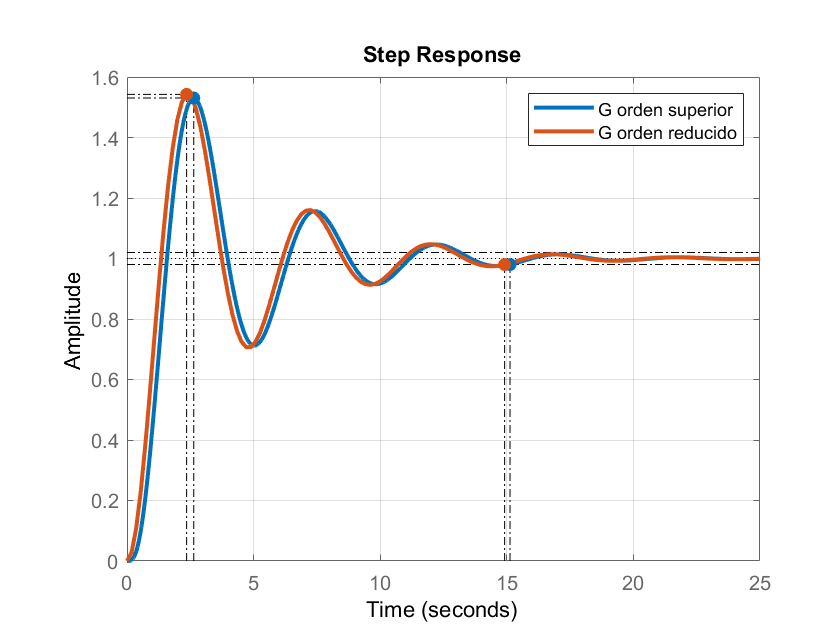 Step Response
G orden superior
G orden reducido
Amplitude
1.6
1.4
1.2
1
0.8
0.6
0.4
0.2
0
0 5 10 15 20 25
Time (seconds)